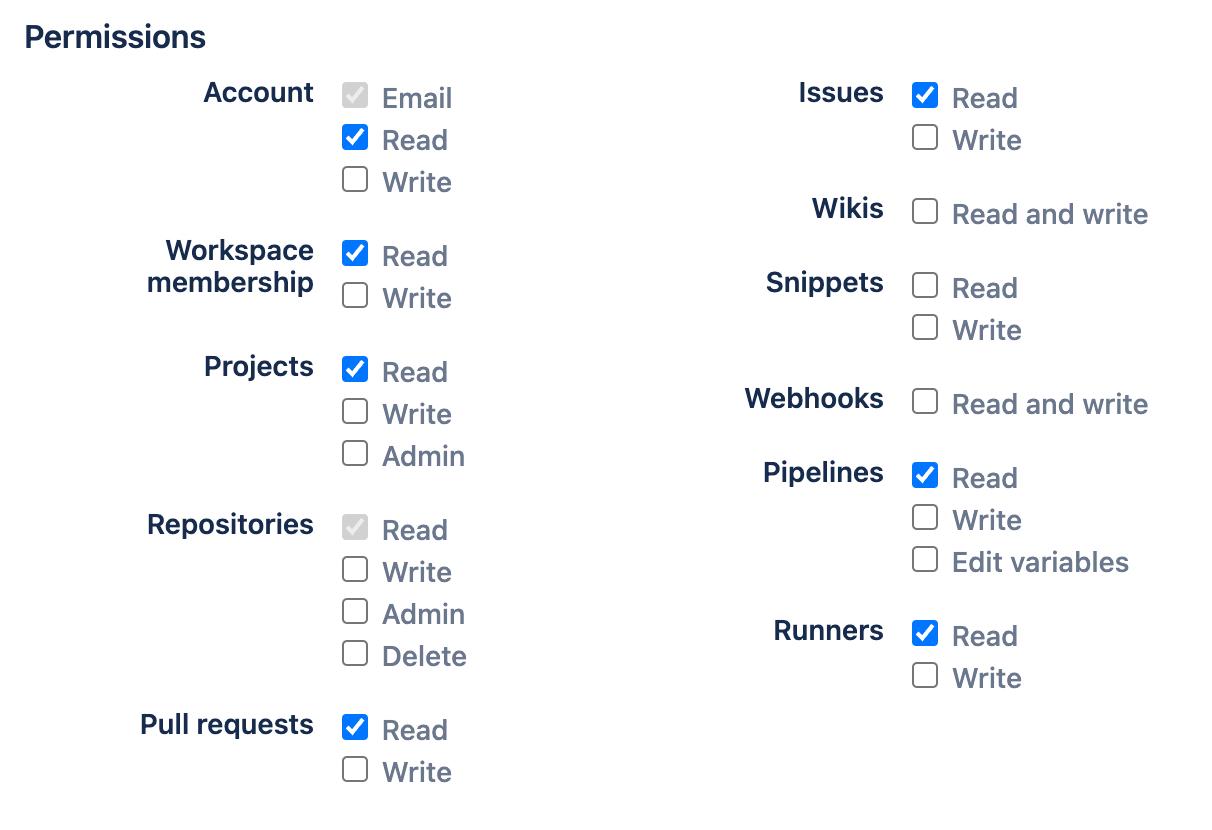 Permissions
Account
Email
Read
Write
Workspace
membership
Read
Write
Projects
Read
Write
Admin
Repositories
Read
Write
Admin
Delete
Pull requests
Read
Write
Issues
Read
Write
Wikis
Read and write
Snippets
Read
Write
Webhooks
Read and write
Pipelines
Read
Write
Edit variables
Runners
Read
Write